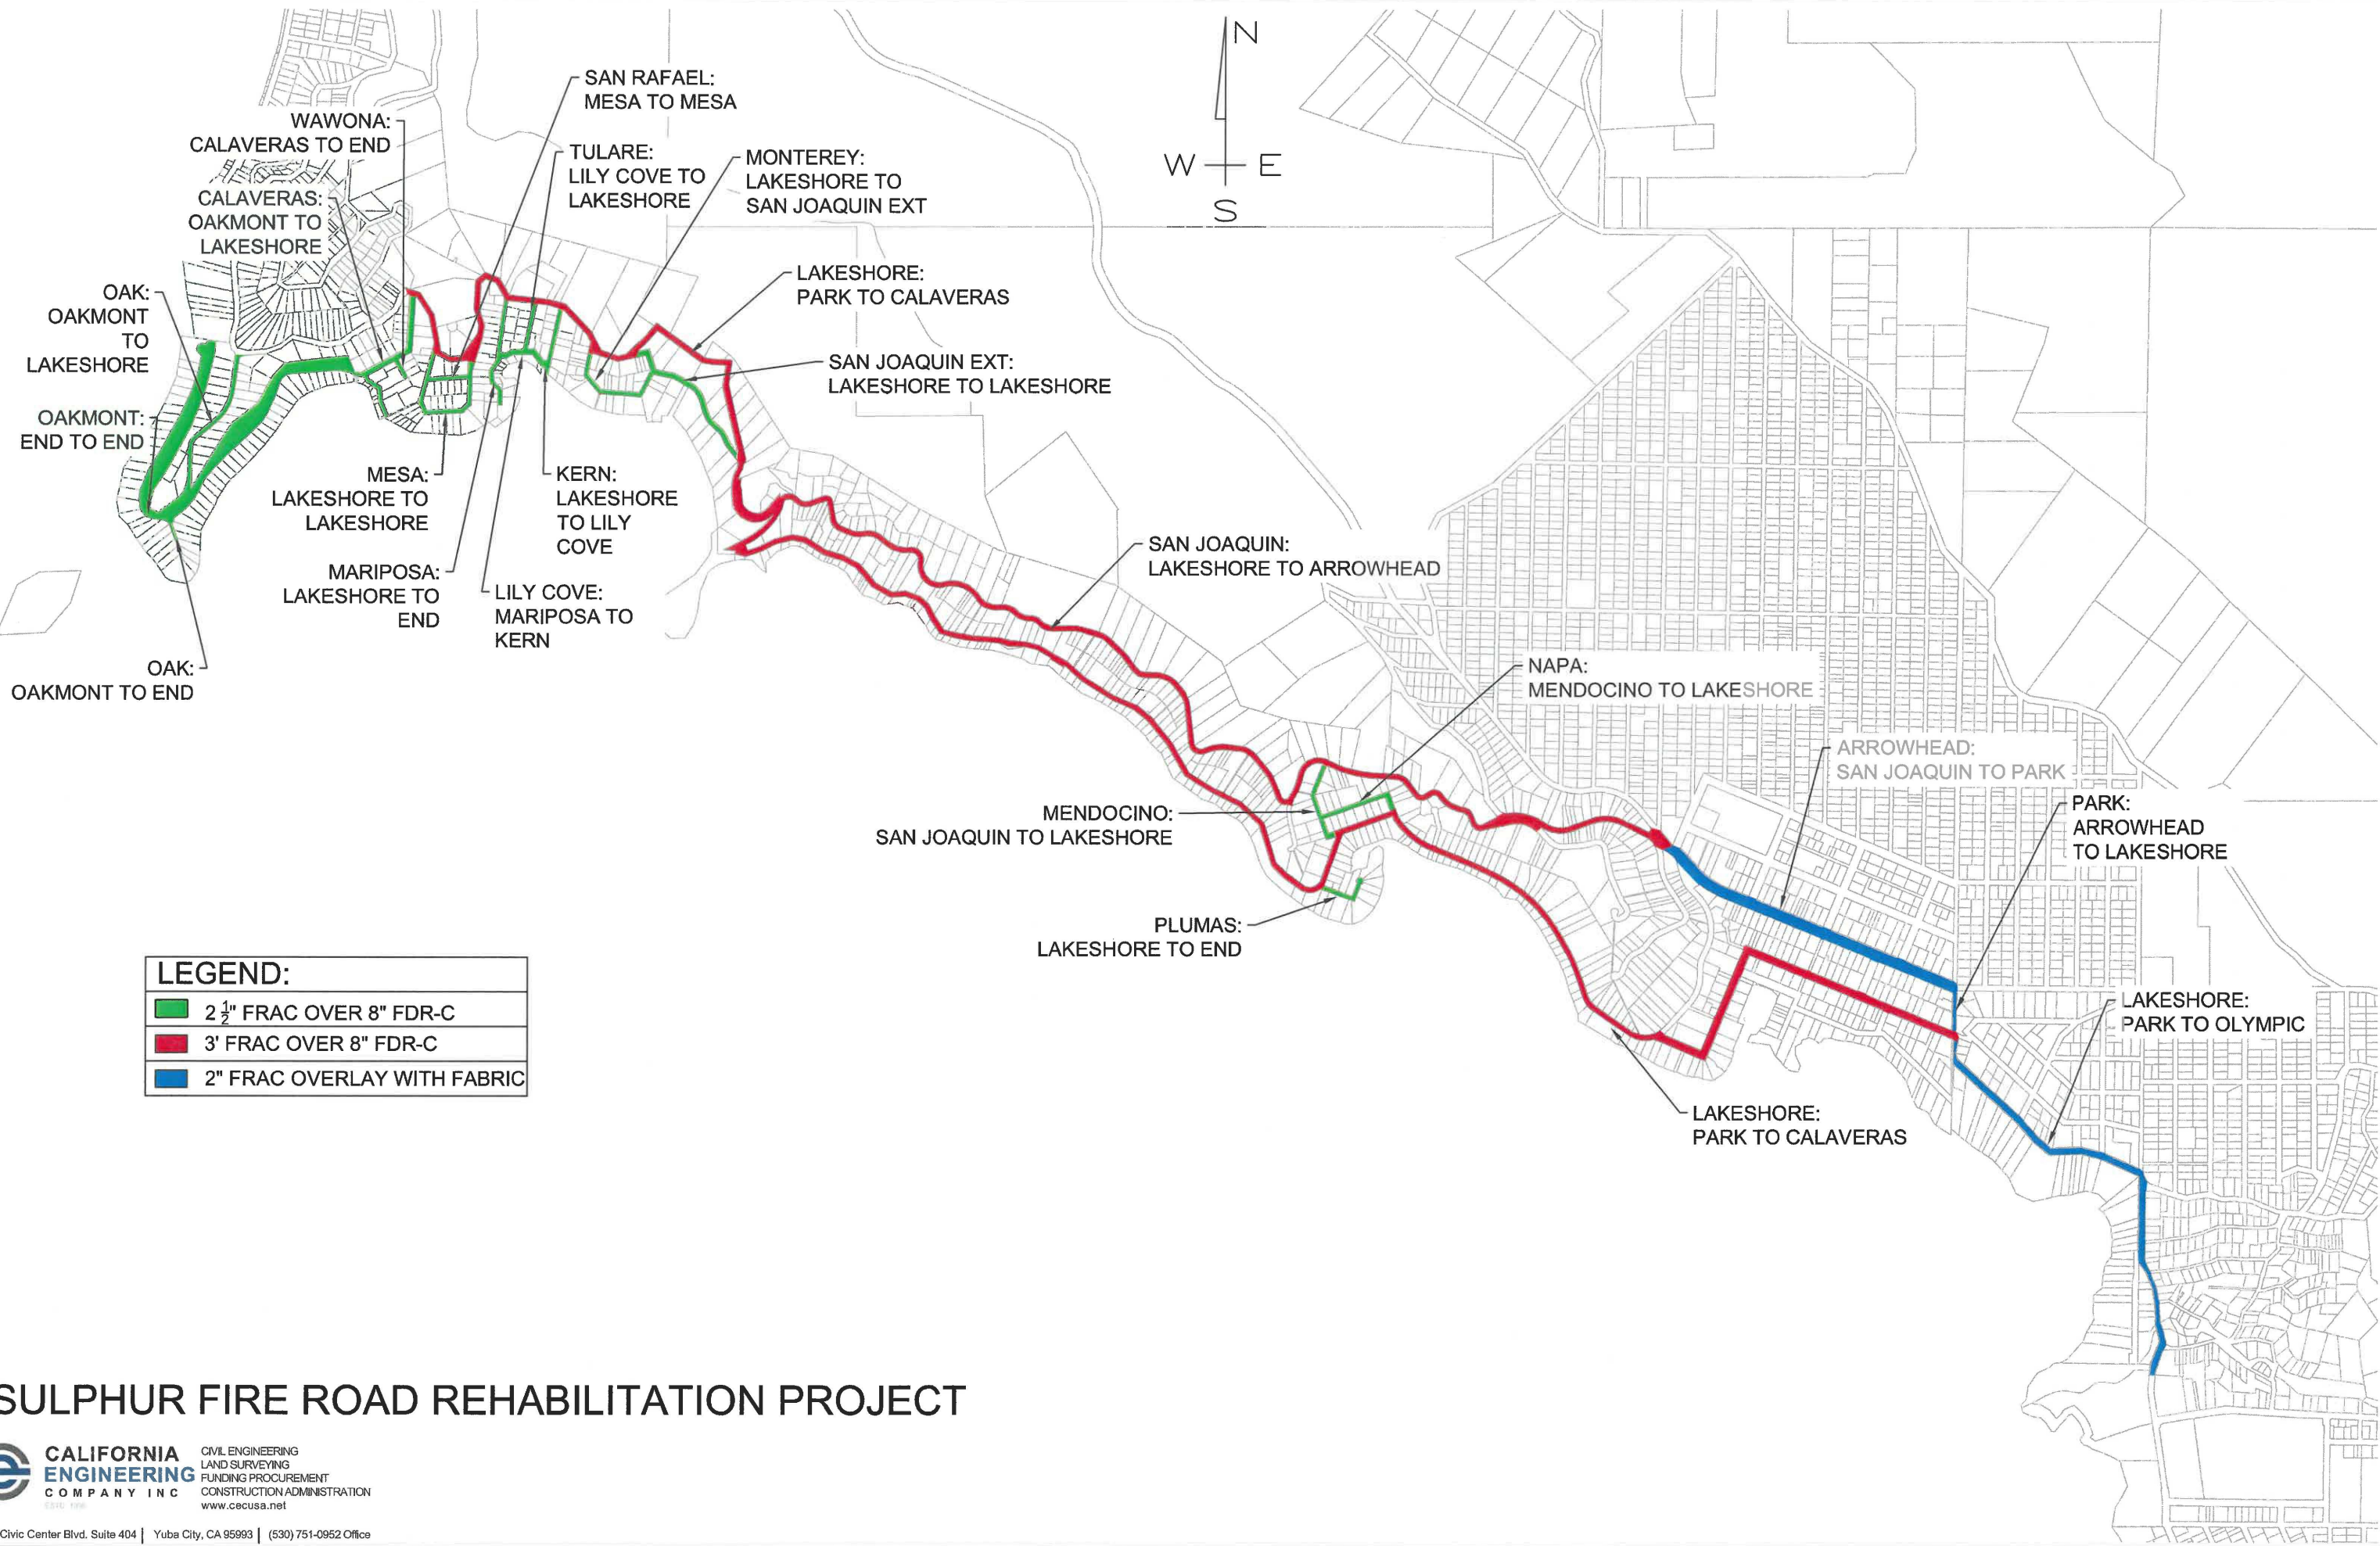 N
W E
S
SAN RAFAEL:
MESA TO MESA
WAWONA:
CALAVERAS TO END
TULARE:
LILY COVE TO
LAKESHORE
MONTEREY:
LAKESHORE TO
SAN JOAQUIN EXT
CALAVERAS:
OAKMONT TO
LAKESHORE
LAKESHORE:
PARK TO CALAVERAS
OAK:
OAKMONT
TO
LAKESHORE
SAN JOAQUIN EXT:
LAKESHORE TO LAKESHORE
OAKMONT:
END TO END
MESA:
LAKESHORE TO
LAKESHORE
KERN:
LAKESHORE
TO LILY
COVE
MARIPOSA:
LAKESHORE TO
END
LILY COVE:
MARIPOSA TO
KERN
OAK:
OAKMONT TO END
SAN JOAQUIN:
LAKESHORE TO ARROWHEAD
NAPA:
MENDOCINO TO LAKESHORE
ARROWHEAD:
SAN JOAQUIN TO PARK
MENDOCINO:
SAN JOAQUIN TO LAKESHORE
PARK:
ARROWHEAD
TO LAKESHORE
PLUMAS:
LAKESHORE TO END
LAKESHORE:
PARK TO OLYMPIC
LAKESHORE:
PARK TO CALAVERAS
LEGEND:
2 1/2" FRAC OVER 8" FDR-C
3' FRAC OVER 8" FDR-C
2" FRAC OVERLAY WITH FABRIC
SULPHUR FIRE ROAD REHABILITATION PROJECT
CALIFORNIA
ENGINEERING
COMPANY INC
CIVIL ENGINEERING
LAND SURVEYING
FUNDING PROCUREMENT
CONSTRUCTION ADMINISTRATION
www.cecusa.net
Civic Center Blvd. Suite 404 | Yuba City, CA 95993 | (530) 751-0952 Office